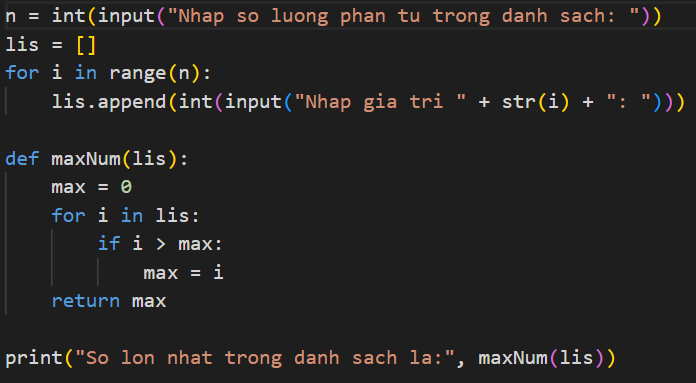 n = int(input("Nhap so luong phan tu trong danh sach: "))
lis = []
for i in range(n):
    lis.append(int(input("Nhap gia tri " + str(i) + ": ")))

def maxNum(lis):
    max = 0
    for i in lis:
        if i > max:
            max = i
    return max

print("So lon nhat trong danh sach la:", maxNum(lis))